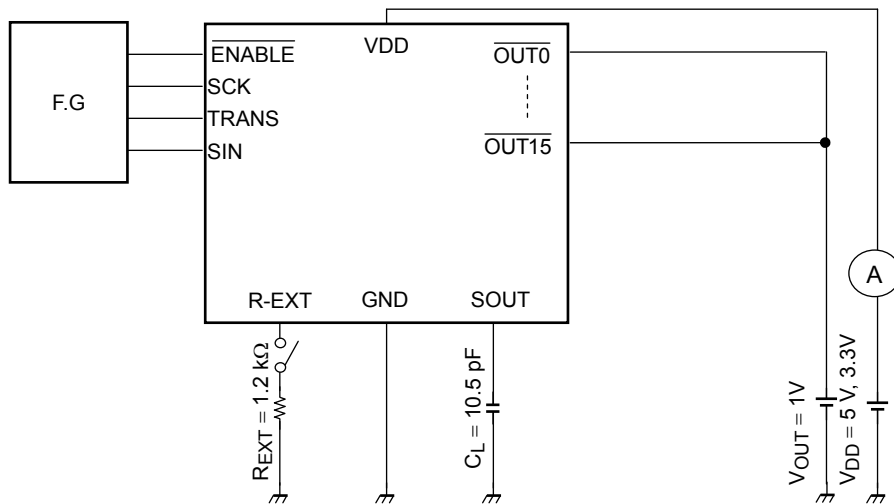 F.G
ENABLE
SCK
TRANS
SIN
VDD
OUT0
OUT15
R-EXT
GND
SOUT
A
REXT = 1.2 kΩ
CL = 10.5 pF
VOUT = 1V
VDD = 5 V, 3.3V